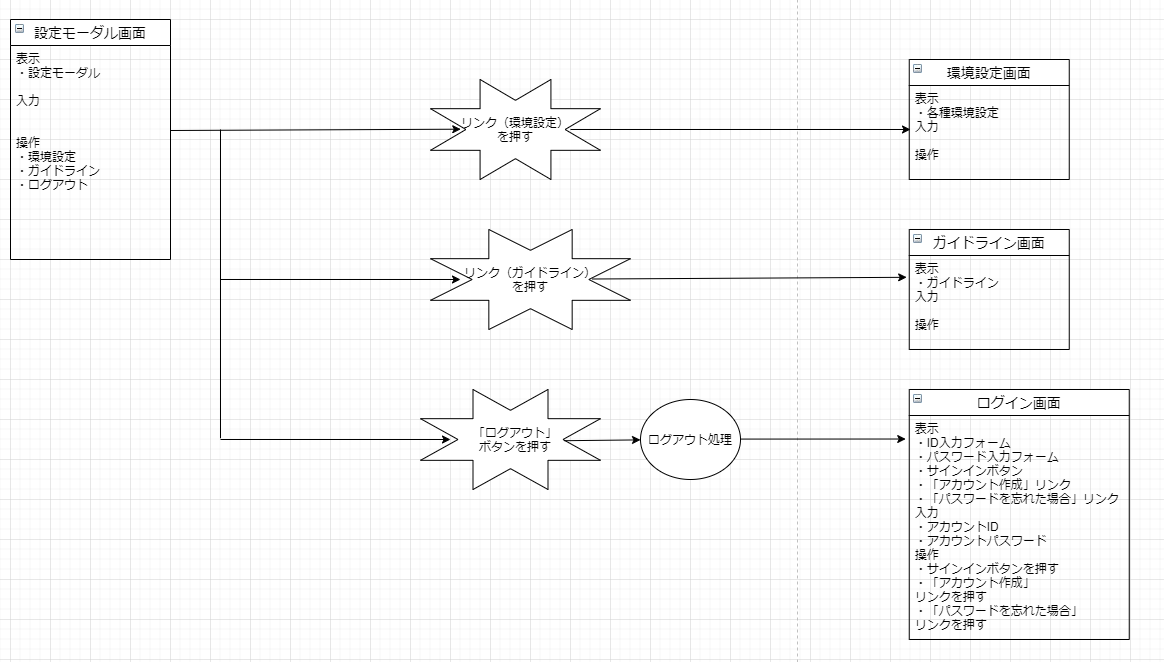 設定モーダル画面
表示
・設定モーダル
入力
操作
・環境設定
・ガイドライン
・ログアウト
リンク（環境設定）
を押す
環境設定画面
表示
・各種環境設定
入力
操作
リンク（ガイドライン）
を押す
ガイドライン画面
表示
・ガイドライン
入力
操作
「ログアウト」
ボタンを押す
ログアウト処理
ログイン画面
表示
・ID入力フォーム
・パスワード入力フォーム
・サインインボタン
・「アカウント作成」リンク
・「パスワードを忘れた場合」リンク
入力
・アカウントID
・アカウントパスワード
操作
・サインインボタンを押す
・「アカウント作成」
リンクを押す
・「パスワードを忘れた場合」
リンクを押す